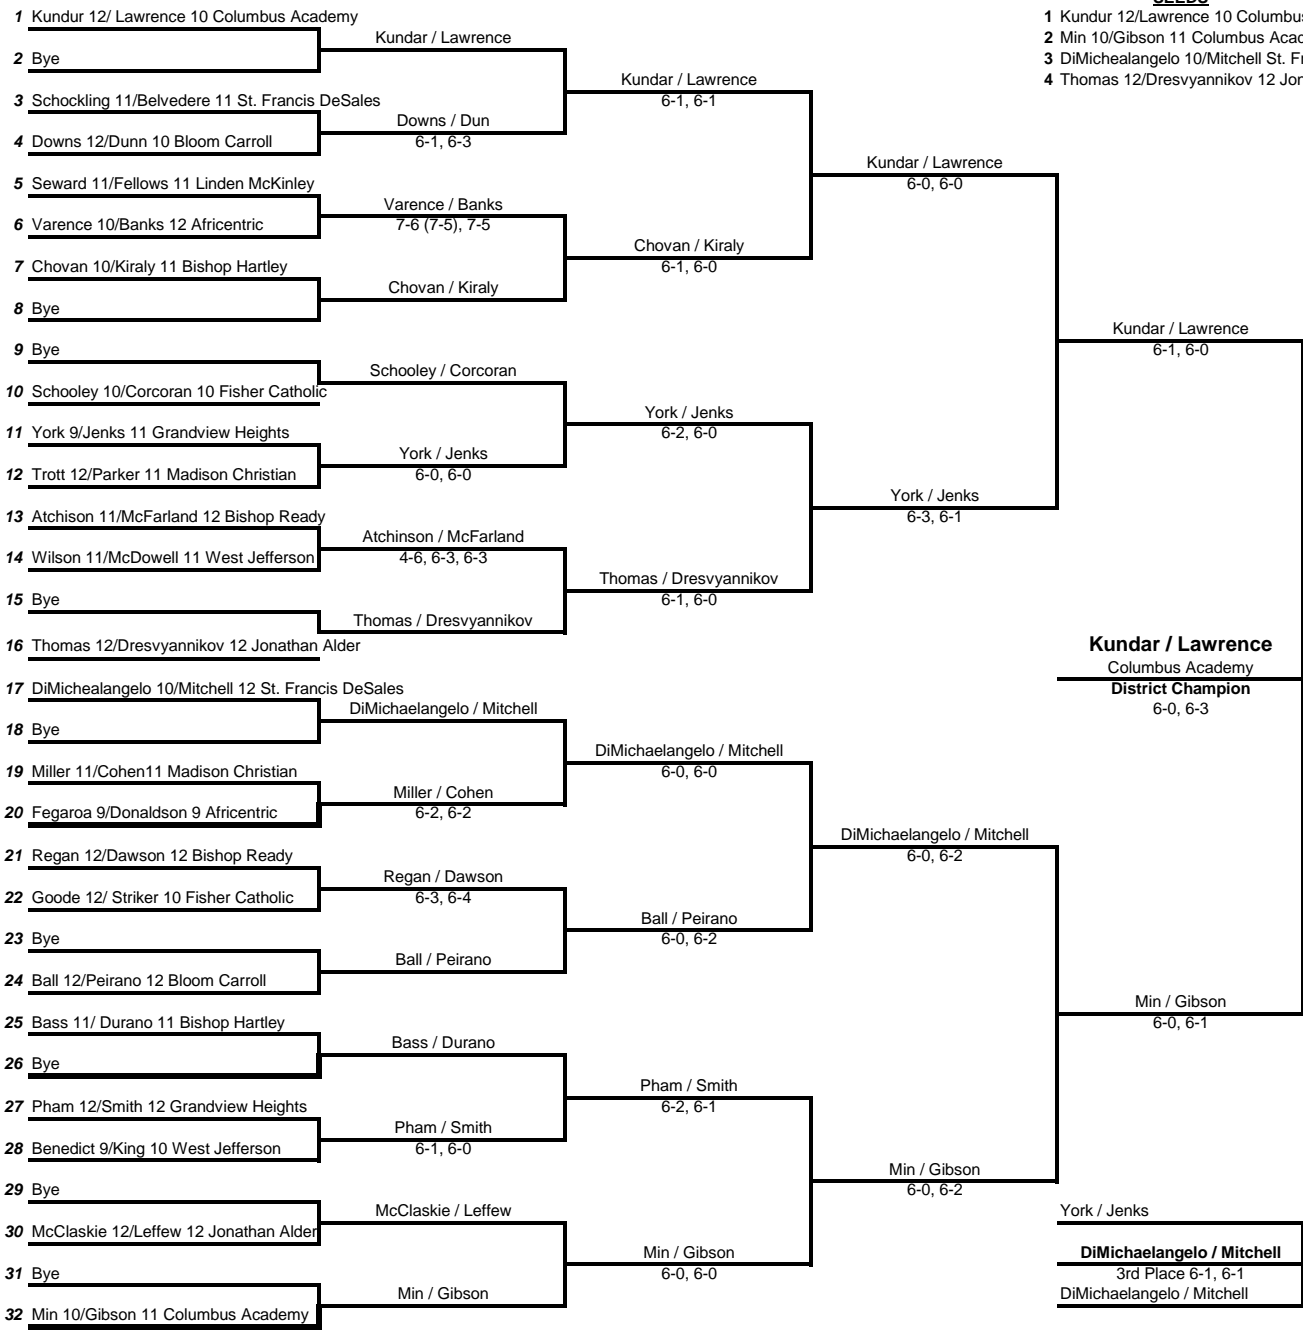 SEEDS
1 Kundur 12/Lawrence 10 Columbus
2 Min 10/Gibson 11 Columbus Acad
3 DiMichealangelo 10/Mitchell St. Fr
4 Thomas 12/Dresvyannikov 12 Jon
1 Kundur 12/ Lawrence 10 Columbus Academy
2 Bye
3 Schockling 11/Belvedere 11 St. Francis DeSales
4 Downs 12/Dunn 10 Bloom Carroll
5 Seward 11/Fellows 11 Linden McKinley
6 Varence 10/Banks 12 Africentric
7 Chovan 10/Kiraly 11 Bishop Hartley
8 Bye
9 Bye
10 Schooley 10/Corcoran 10 Fisher Catholic
11 York 9/Jenks 11 Grandview Heights
12 Trott 12/Parker 11 Madison Christian
13 Atchison 11/McFarland 12 Bishop Ready
14 Wilson 11/McDowell 11 West Jefferson
15 Bye
16 Thomas 12/Dresvyannikov 12 Jonathan Alder
17 DiMichealangelo 10/Mitchell 12 St. Francis DeSales
18 Bye
19 Miller 11/Cohen11 Madison Christian
20 Fegaroa 9/Donaldson 9 Africentric
21 Regan 12/Dawson 12 Bishop Ready
22 Goode 12/ Striker 10 Fisher Catholic
23 Bye
24 Ball 12/Peirano 12 Bloom Carroll
25 Bass 11/ Durano 11 Bishop Hartley
26 Bye
27 Pham 12/Smith 12 Grandview Heights
28 Benedict 9/King 10 West Jefferson
29 Bye
30 McClaskie 12/Leffew 12 Jonathan Alder
31 Bye
32 Min 10/Gibson 11 Columbus Academy
Kundar / Lawrence
Downs / Dun
6-1, 6-3
Varence / Banks
7-6 (7-5), 7-5
Chovan / Kiraly
Schooley / Corcoran
York / Jenks
6-0, 6-0
Atchinson / McFarland
4-6, 6-3, 6-3
Thomas / Dresvyannikov
DiMichaelangelo / Mitchell
Miller / Cohen
6-2, 6-2
Regan / Dawson
6-3, 6-4
Ball / Peirano
Bass / Durano
Pham / Smith
6-1, 6-0
McClaskie / Leffew
Min / Gibson
Kundar / Lawrence
6-1, 6-1
Chovan / Kiraly
6-1, 6-0
York / Jenks
6-2, 6-0
Thomas / Dresvyannikov
6-1, 6-0
DiMichaelangelo / Mitchell
6-0, 6-0
Ball / Peirano
6-0, 6-2
Pham / Smith
6-2, 6-1
Min / Gibson
6-0, 6-0
Kundar / Lawrence
6-0, 6-0
York / Jenks
6-3, 6-1
DiMichaelangelo / Mitchell
6-0, 6-2
Min / Gibson
6-0, 6-2
Kundar / Lawrence
6-1, 6-0
Min / Gibson
6-0, 6-1
Kundar / Lawrence
Columbus Academy
District Champion
6-0, 6-3
York / Jenks
DiMichaelangelo / Mitchell
3rd Place 6-1, 6-1
DiMichaelangelo / Mitchell